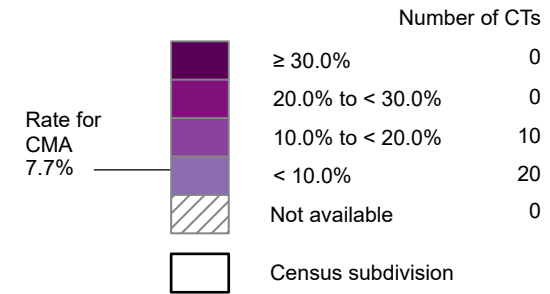 Number of CTs
≥ 30.0% 0
20.0% to < 30.0% 0
10.0% to < 20.0% 10
< 10.0% 20
Not available 0
Rate for
CMA
7.7%
Census subdivision